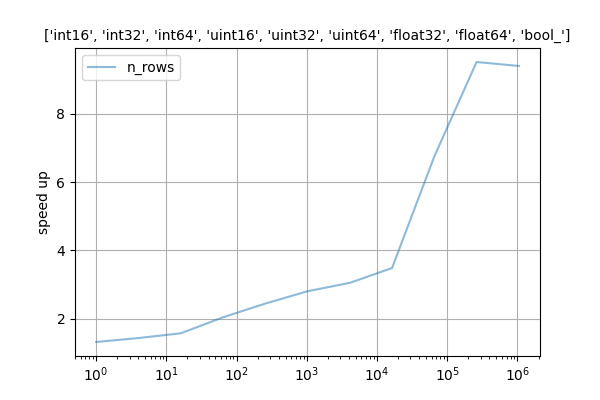 ['int16', 'int32', 'int64', 'uint16', 'uint32', 'uint64', 'float32', 'float64', 'bool_']
n_rows
speed up
8
6
4
2
10⁰ 10¹ 10² 10³ 10⁴ 10⁵ 10⁶